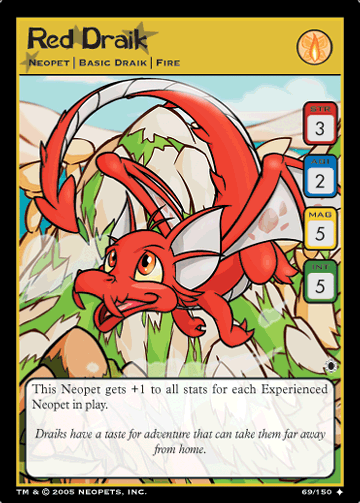 Red Draik
Neopet | Basic Draik | Fire
STR
3
AGI
2
MAG
5
INT
5
This Neopet gets +1 to all stats for each Experienced
Neopet in play.
Draiks have a taste for adventure that can take them far away
from home.
TM & © 2005 NEOPETS, INC.
69/150